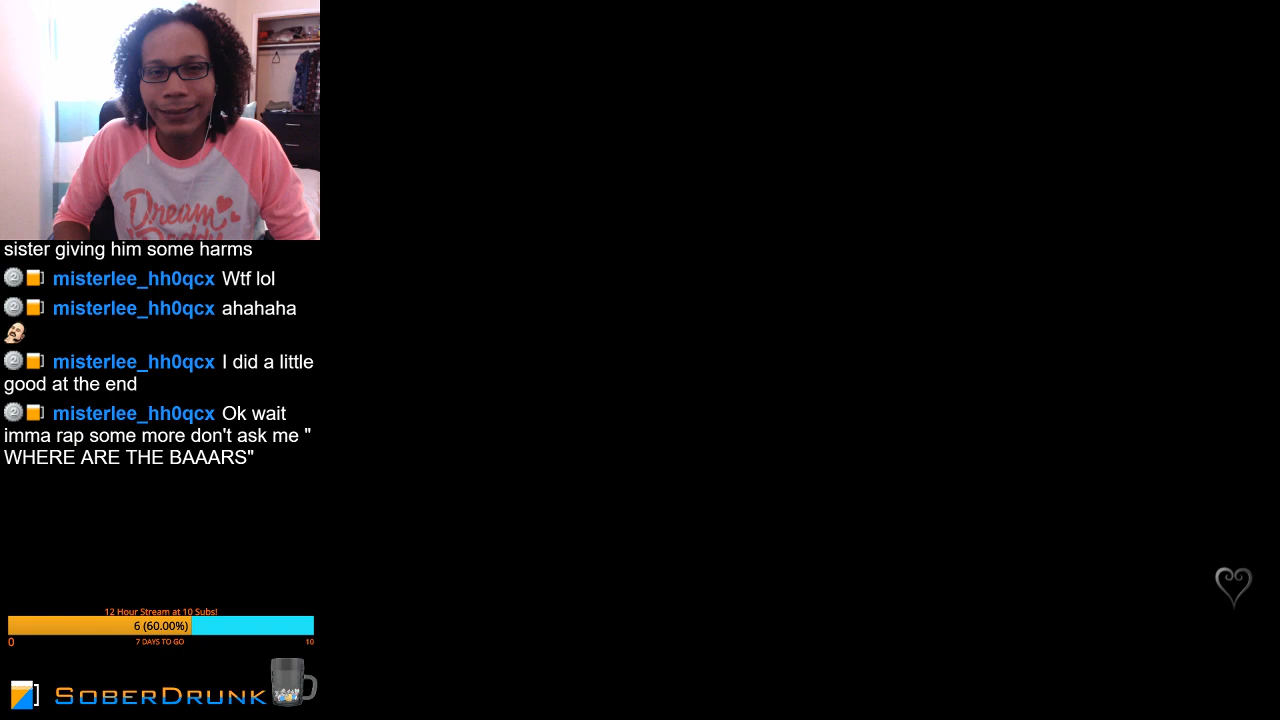 Dream
Daddy
sister giving him some harms
misterlee_hh0qcx Wtf lol
misterlee_hh0qcx ahahaha
misterlee_hh0qcx I did a little
good at the end
misterlee_hh0qcx Ok wait
imma rap some more don't ask me "
WHERE ARE THE BAAARS"
12 Hour Stream at 10 Subs!
6 (60.00%)
0 7 DAYS TO GO 10
SOBERDRUNK